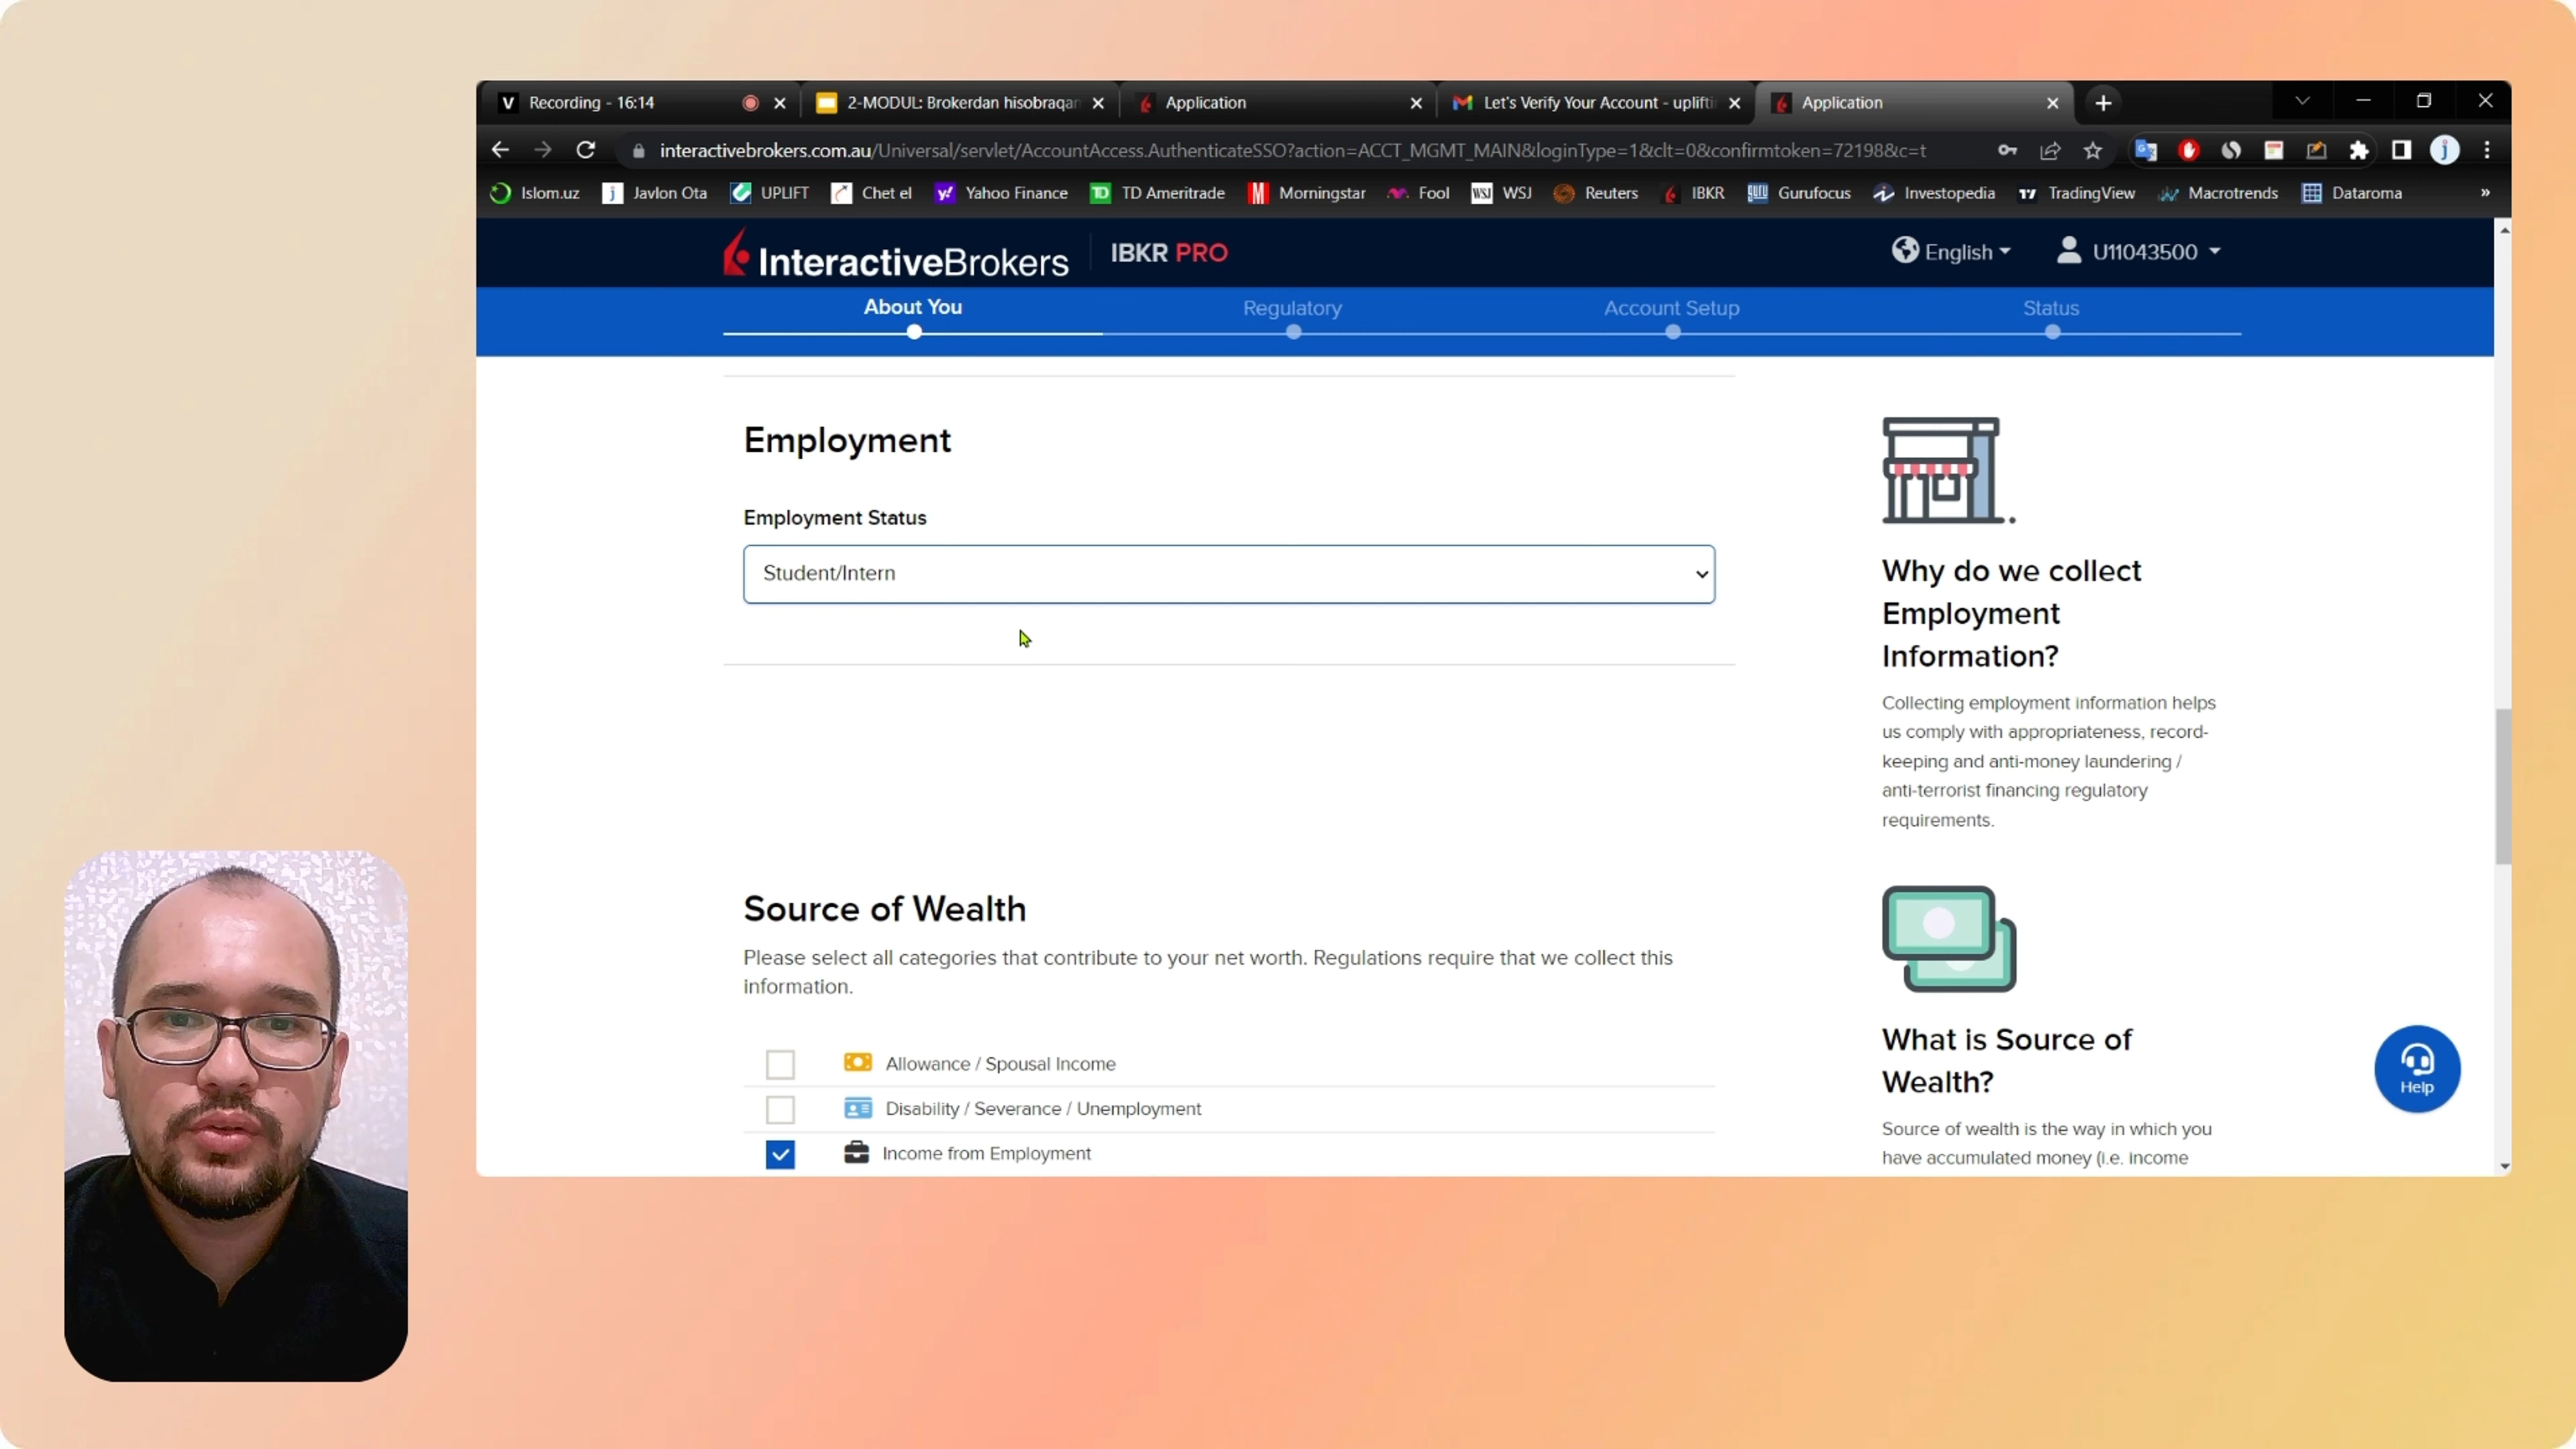 Recording - 16:14
2-MODUL: Brokerdan hisobraqan
Application
Let's Verify Your Account - uplifti
Application
interactivebrokers.com.au/Universal/servlet/AccountAccess.AuthenticateSSO?action=ACCT_MGMT_MAIN&loginType=1&clt=0&confirmtoken=72198&c=t
Islom.uz
Javlon Ota
UPLIFT
Chet el
Yahoo Finance
TD Ameritrade
Morningstar
Fool
WSJ
Reuters
IBKR
Gurufocus
Investopedia
TradingView
Macrotrends
Dataroma
»
InteractiveBrokers
IBKR PRO
English
U11043500
About You
Regulatory
Account Setup
Status
Employment
Employment Status
Student/Intern
Why do we collect
Employment
Information?
Collecting employment information helps
us comply with appropriateness, record-
keeping and anti-money laundering /
anti-terrorist financing regulatory
requirements.
Source of Wealth
Please select all categories that contribute to your net worth. Regulations require that we collect this
information.
Allowance / Spousal Income
Disability / Severance / Unemployment
Income from Employment
What is Source of
Wealth?
Source of wealth is the way in which you
have accumulated money (i.e. income
Help